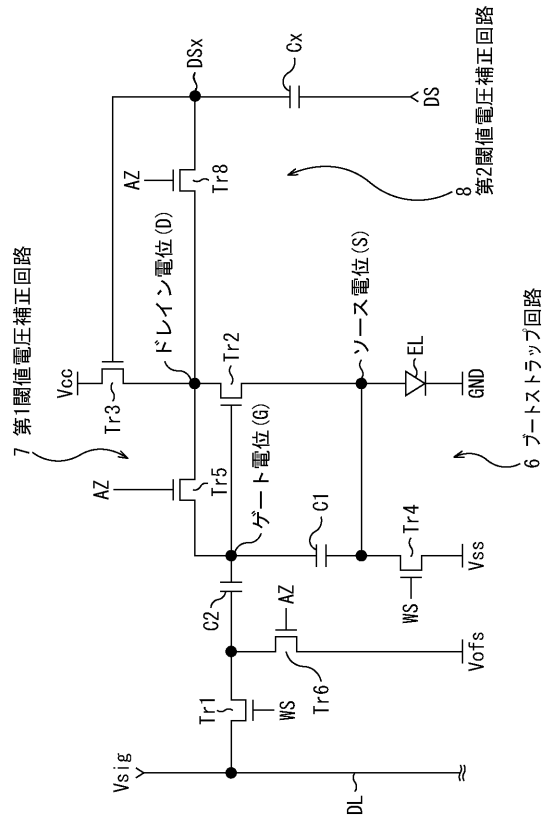 7 第1閾値電圧補正回路
Vcc
Tr3
AZ
Tr5
ドレイン電位(D)
AZ
Tr8
DSx
Cx
DS
8
第2閾値電圧補正回路
Tr2
ゲート電位(G)
ソース電位(S)
EL
GND
Vsig
Tr1
WS
C2
AZ
Tr6
Vofs
C1
WS
Tr4
Vss
6 ブートストラップ回路
DL